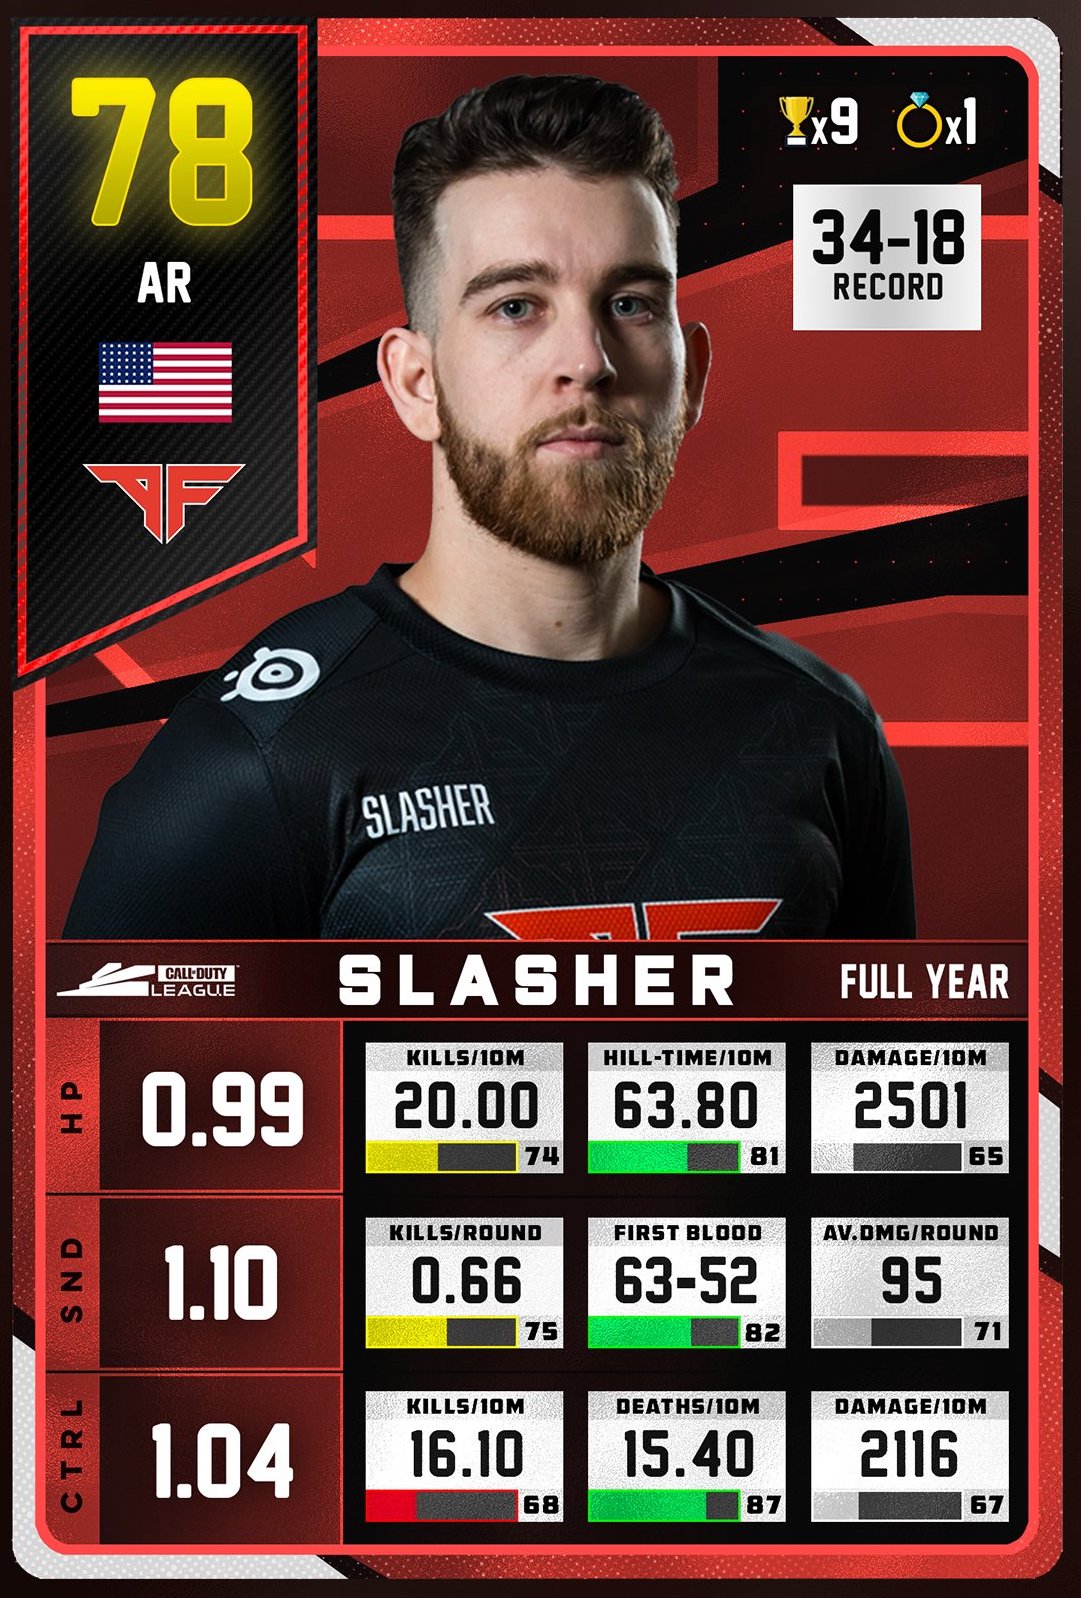 78
AR
x9 x1
34-18
RECORD
SLASHER
CALL OF DUTY
LEAGUE
SLASHER
FULL YEAR
HP
0.99
KILLS/10M
20.00
74
HILL-TIME/10M
63.80
81
DAMAGE/10M
2501
65
SND
1.10
KILLS/ROUND
0.66
75
FIRST BLOOD
63-52
82
AV.DMG/ROUND
95
71
CTRL
1.04
KILLS/10M
16.10
68
DEATHS/10M
15.40
87
DAMAGE/10M
2116
67